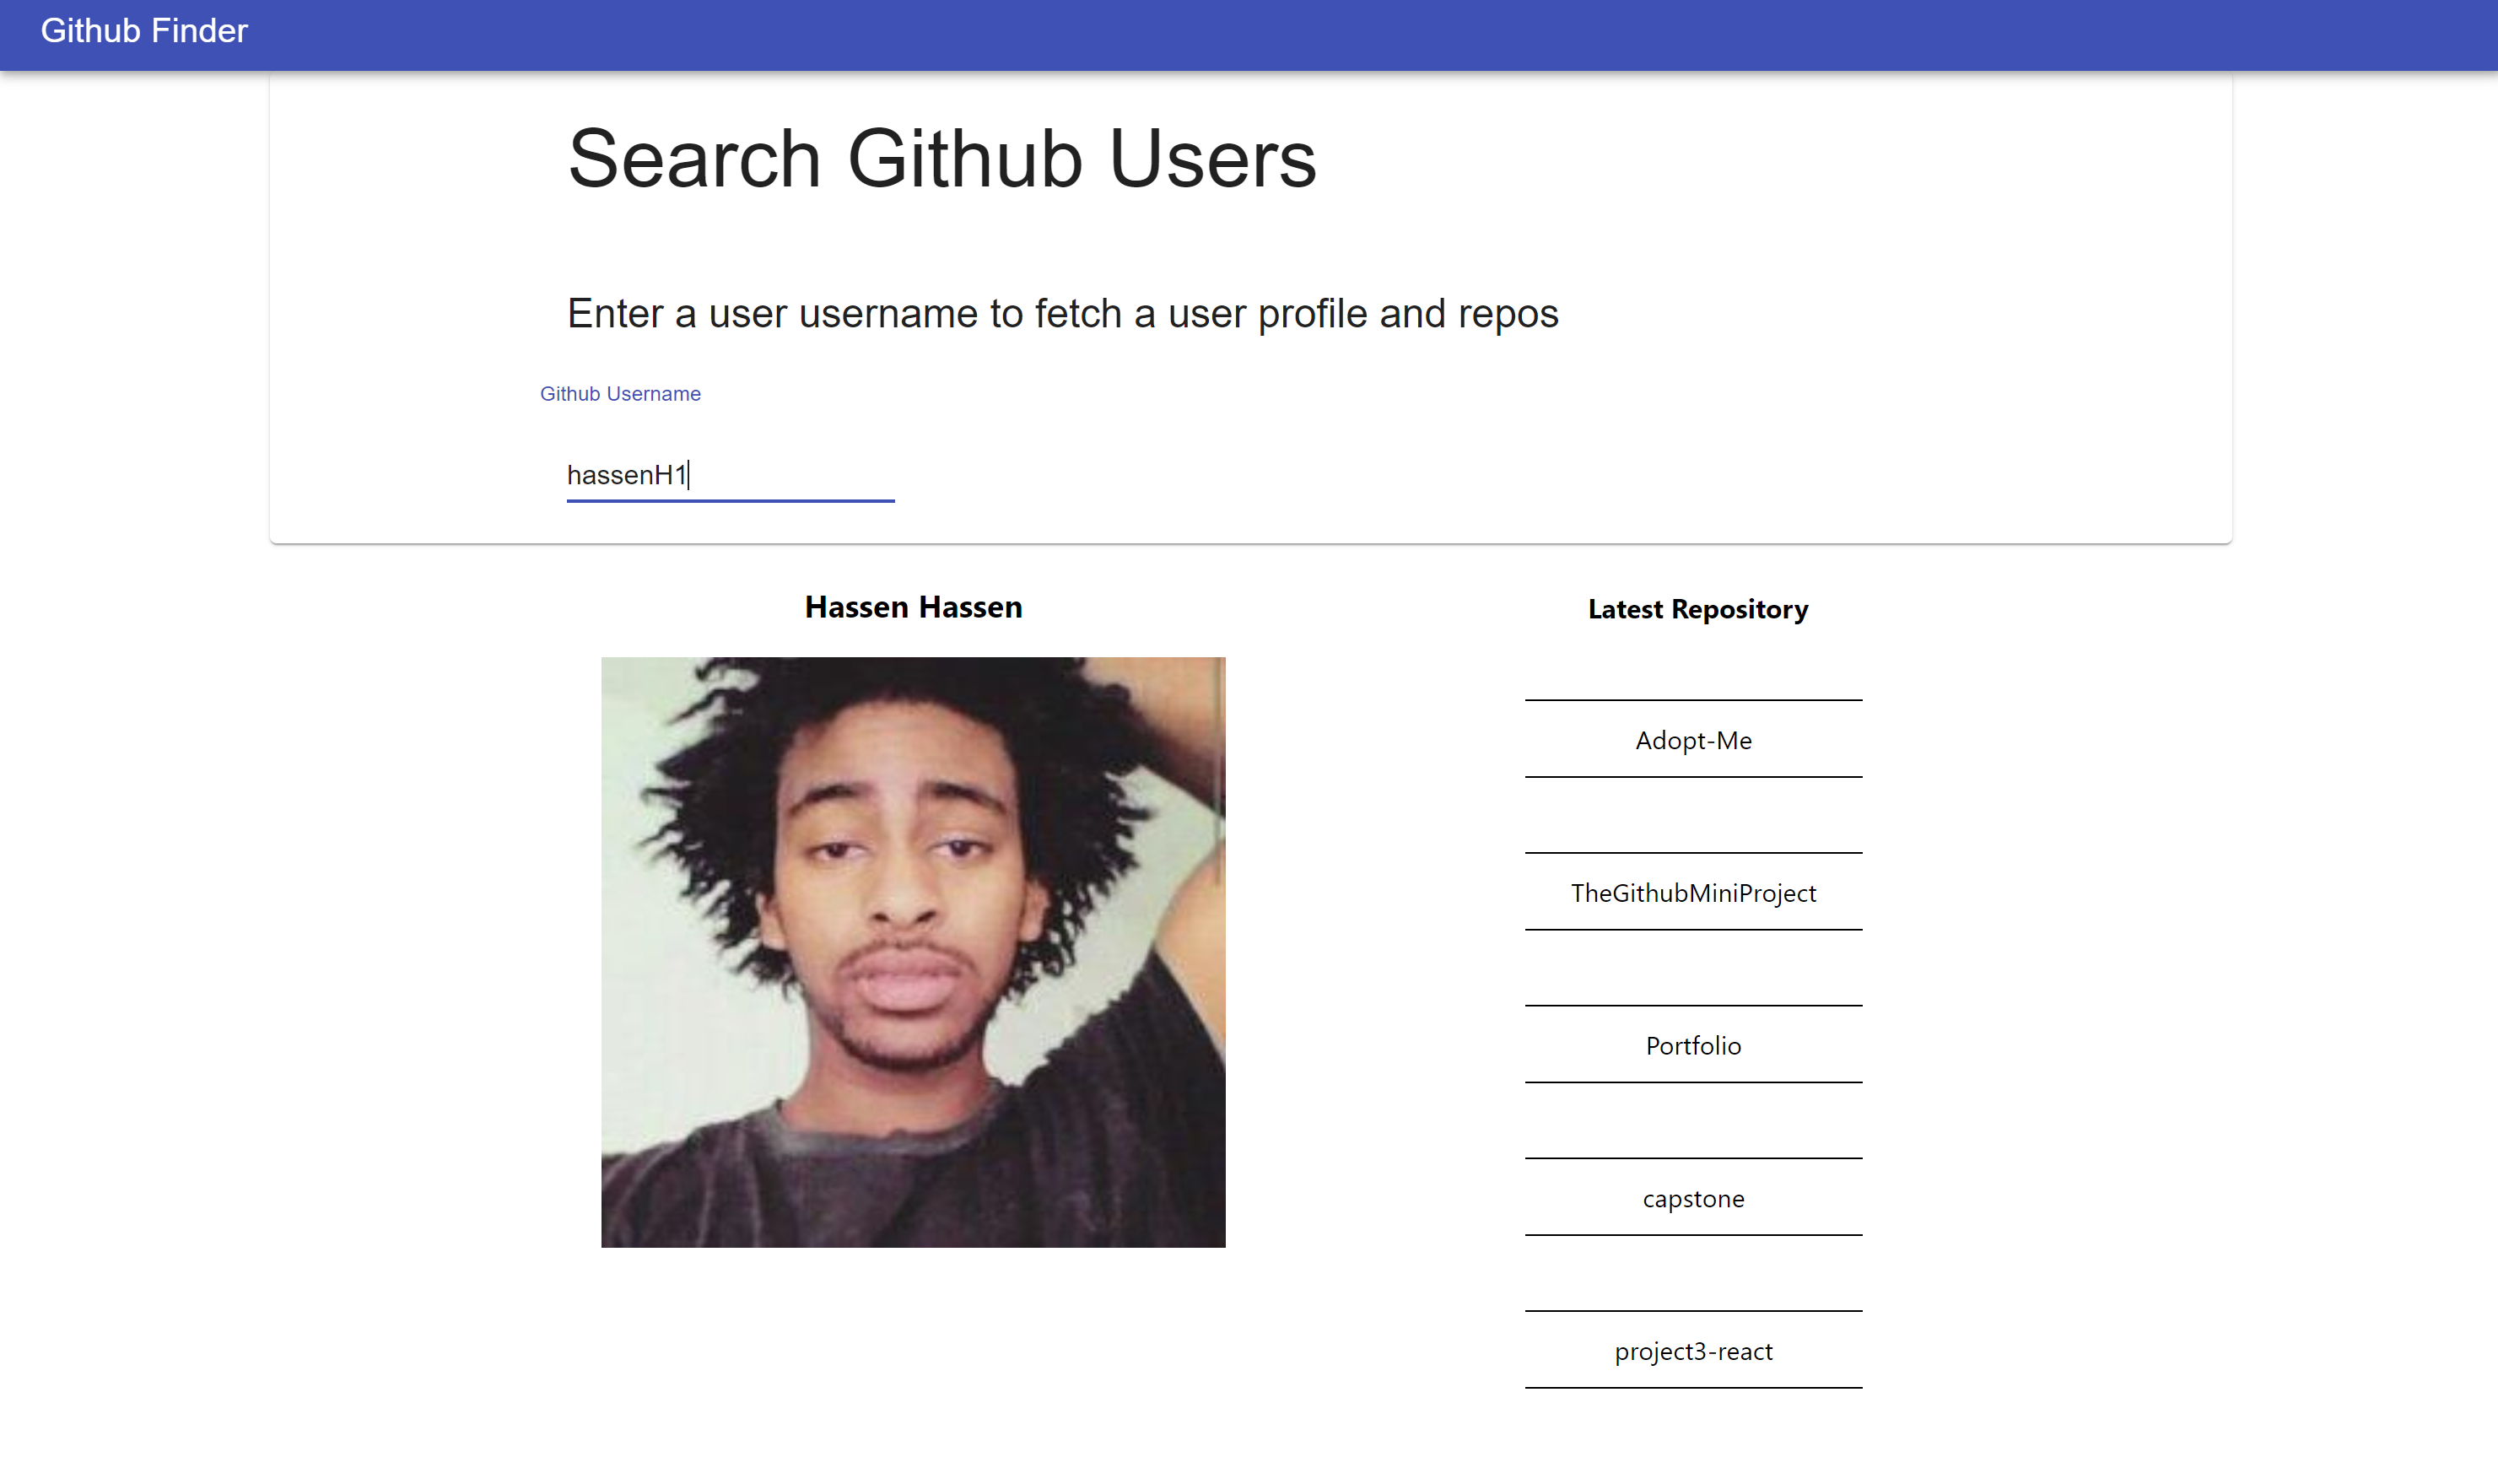 Github Finder
Search Github Users
Enter a user username to fetch a user profile and repos
Github Username
hassenH1
Hassen Hassen
Latest Repository
Adopt-Me
TheGithubMiniProject
Portfolio
capstone
project3-react